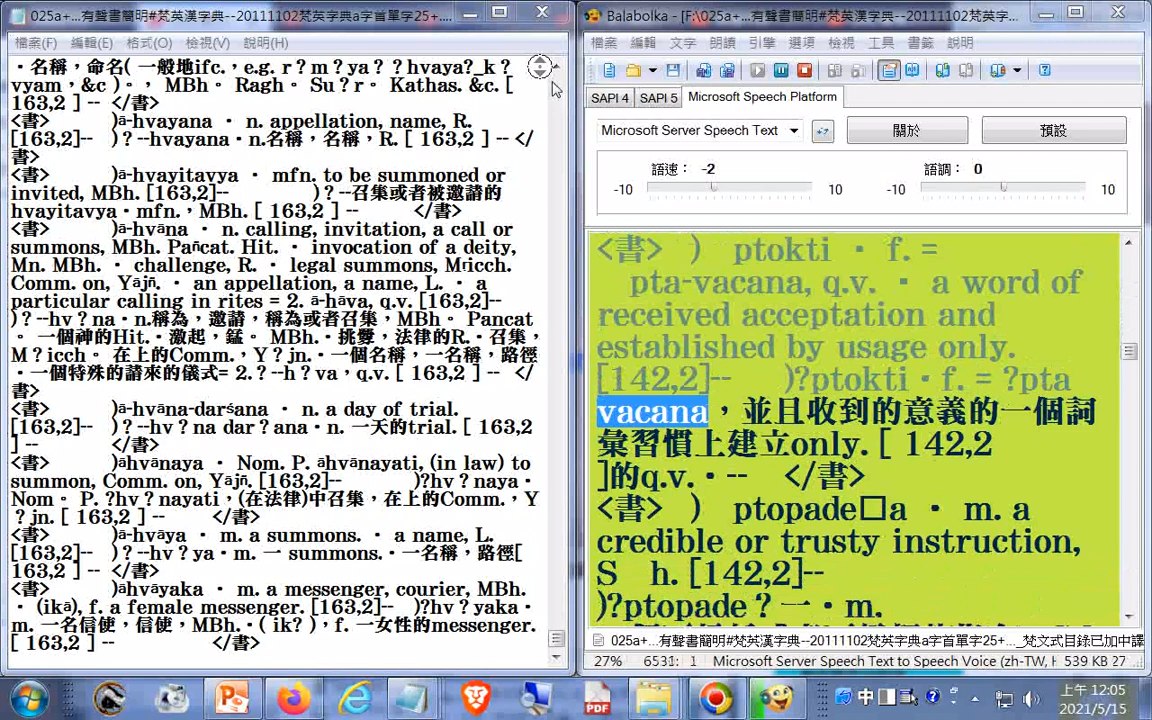 025a+...有聲書簡明#梵英漢字典--20111102梵英字典a字首單字25+...
檔案(F) 編輯(E) 格式(O) 檢視(V) 說明(H)
‧名稱，命名( 一般地ifc.，e.g. r？m？ya？？hvaya?_k？
vyam，&c )。，MBh。Ragh。Su？r。Kathas. &c. [
163,2 ] -- </書>
<書> )ā-hvayana ‧ n. appellation, name, R.
[163,2]-- )？--hvayana‧n.名稱，名稱，R. [ 163,2 ] -- </
書>
<書> )ā-hvayitavya ‧ mfn. to be summoned or
invited, MBh. [163,2]-- )？--召集或者被邀請的
hvayitavya‧mfn.，MBh. [ 163,2 ] -- </書>
<書> )ā-hvāna ‧ n. calling, invitation, a call or
summons, MBh. Pañcat. Hit. ‧ invocation of a deity,
Mn. MBh. ‧ challenge, R. ‧ legal summons, Mṛicch.
Comm. on, Yājñ. ‧ an appellation, a name, L. ‧ a
particular calling in rites = 2. ā-hāva, q.v. [163,2]--
)？--hv？na‧n.稱為，邀請，稱為或者召集，MBh。Pancat
。一個神的Hit.‧激起，錳。 MBh.‧挑釁，法律的R.‧召集，
M？icch。 在上的Comm.，Y？jn.‧一個名稱，一名稱，路徑
‧一個特殊的請來的儀式= 2.？--h？va，q.v. [ 163,2 ] -- </
書>
<書> )ā-hvāna-darśana ‧ n. a day of trial.
[163,2]-- )？--hv？na dar？ana‧n. 一天的trial. [ 163,2
] -- </書>
<書> )āhvānaya ‧ Nom. P. āhvānayati, (in law) to
summon, Comm. on, Yājñ. [163,2]-- )?hv？naya‧
Nom。 P. ?hv？nayati，(在法律)中召集，在上的Comm.，Y
？jn. [ 163,2 ] -- </書>
<書> )ā-hvāya ‧ m. a summons. ‧ a name, L.
[163,2]-- )？--hv？ya‧m. 一 summons.‧一名稱，路徑[
163,2 ] -- </書>
<書> )āhvāyaka ‧ m. a messenger, courier, MBh.
‧ (ikā), f. a female messenger. [163,2]-- )?hv？yaka‧
m. 一名信使，信使，MBh.‧( ik？)，f. 一女性的messenger.
[ 163,2 ] -- </書>
Balabolka - [F:\025a+...有聲書簡明#梵英漢字典--20111102梵英字...
檔案 編輯 文字 朗讀 引擎 選項 檢視 工具 書籤 說明
SAPI 4 SAPI 5 Microsoft Speech Platform
Microsoft Server Speech Text 關於 預設
語速： -2 語調： 0
-10 10 -10 10
<書> ) ptokti ‧ f. =
pta-vacana, q.v. ‧ a word of
received acceptation and
established by usage only.
[142,2]-- )?ptokti‧f. = ?pta
vacana，並且收到的意義的一個詞
彙習慣上建立only. [ 142,2
]的q.v.‧-- </書>
<書> ) ptopade□a ‧ m. a
credible or trusty instruction,
S h. [142,2]--
)?ptopade？一‧m.
025a+...有聲書簡明#梵英漢字典--20111102梵英字典a字首單字25+..._梵文式目錄已加中譯
27% 6531: 1 Microsoft Server Speech Text to Speech Voice (zh-TW, H 539 KB 27
中
PDF
上午 12:05
2021/5/15